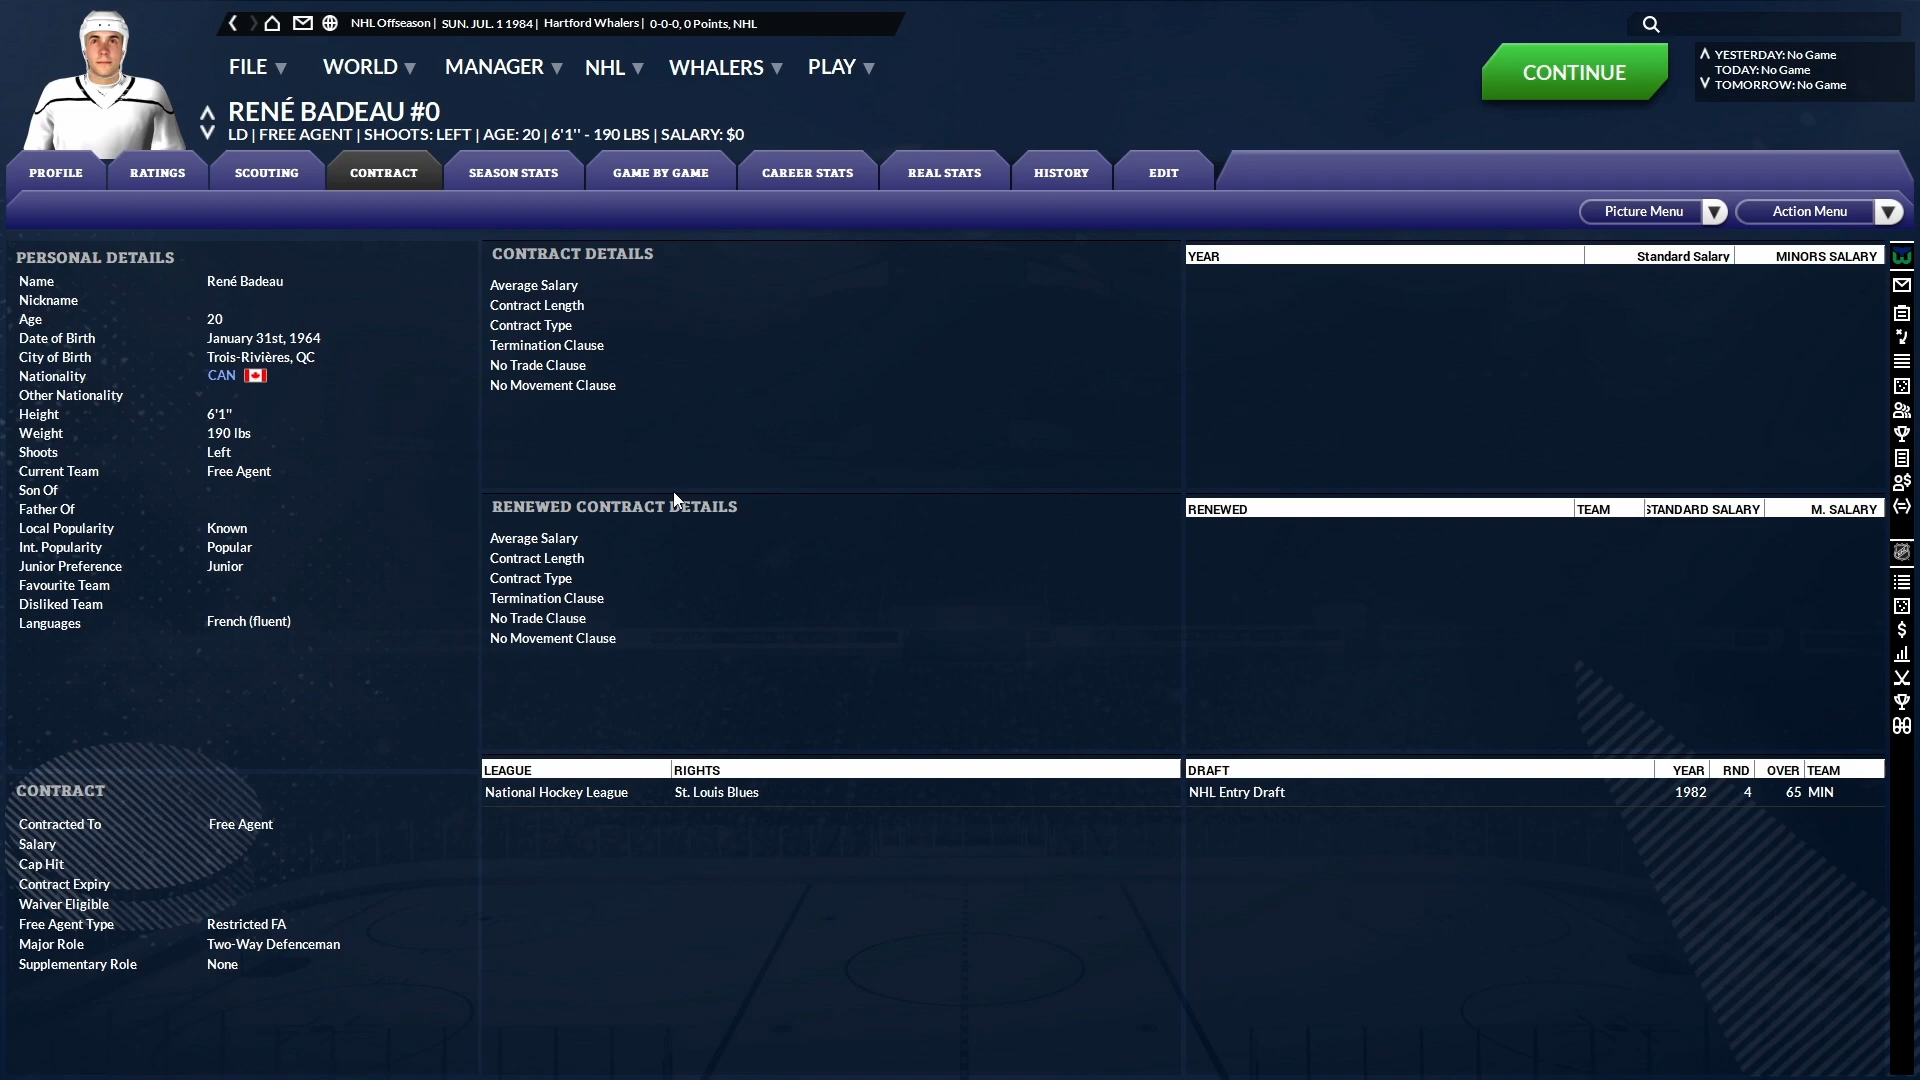 NHL Offseason | SUN. JUL. 1 1984 | Hartford Whalers | 0-0-0, 0 Points, NHL
FILE WORLD MANAGER NHL WHALERS PLAY
CONTINUE
YESTERDAY: No Game
TODAY: No Game
TOMORROW: No Game
RENÉ BADEAU #0
LD | FREE AGENT | SHOOTS: LEFT | AGE: 20 | 6'1'' - 190 LBS | SALARY: $0
PROFILE RATINGS SCOUTING CONTRACT SEASON STATS GAME BY GAME CAREER STATS REAL STATS HISTORY EDIT
Picture Menu Action Menu
PERSONAL DETAILS
Name René Badeau
Nickname
Age 20
Date of Birth January 31st, 1964
City of Birth Trois-Rivières, QC
Nationality CAN
Other Nationality
Height 6'1''
Weight 190 lbs
Shoots Left
Current Team Free Agent
Son Of
Father Of
Local Popularity Known
Int. Popularity Popular
Junior Preference Junior
Favourite Team
Disliked Team
Languages French (fluent)
CONTRACT
Contracted To Free Agent
Salary
Cap Hit
Contract Expiry
Waiver Eligible
Free Agent Type Restricted FA
Major Role Two-Way Defenceman
Supplementary Role None
CONTRACT DETAILS
Average Salary
Contract Length
Contract Type
Termination Clause
No Trade Clause
No Movement Clause
YEAR Standard Salary MINORS SALARY
RENEWED CONTRACT DETAILS
Average Salary
Contract Length
Contract Type
Termination Clause
No Trade Clause
No Movement Clause
RENEWED TEAM STANDARD SALARY M. SALARY
LEAGUE RIGHTS
National Hockey League St. Louis Blues
DRAFT YEAR RND OVER TEAM
NHL Entry Draft 1982 4 65 MIN